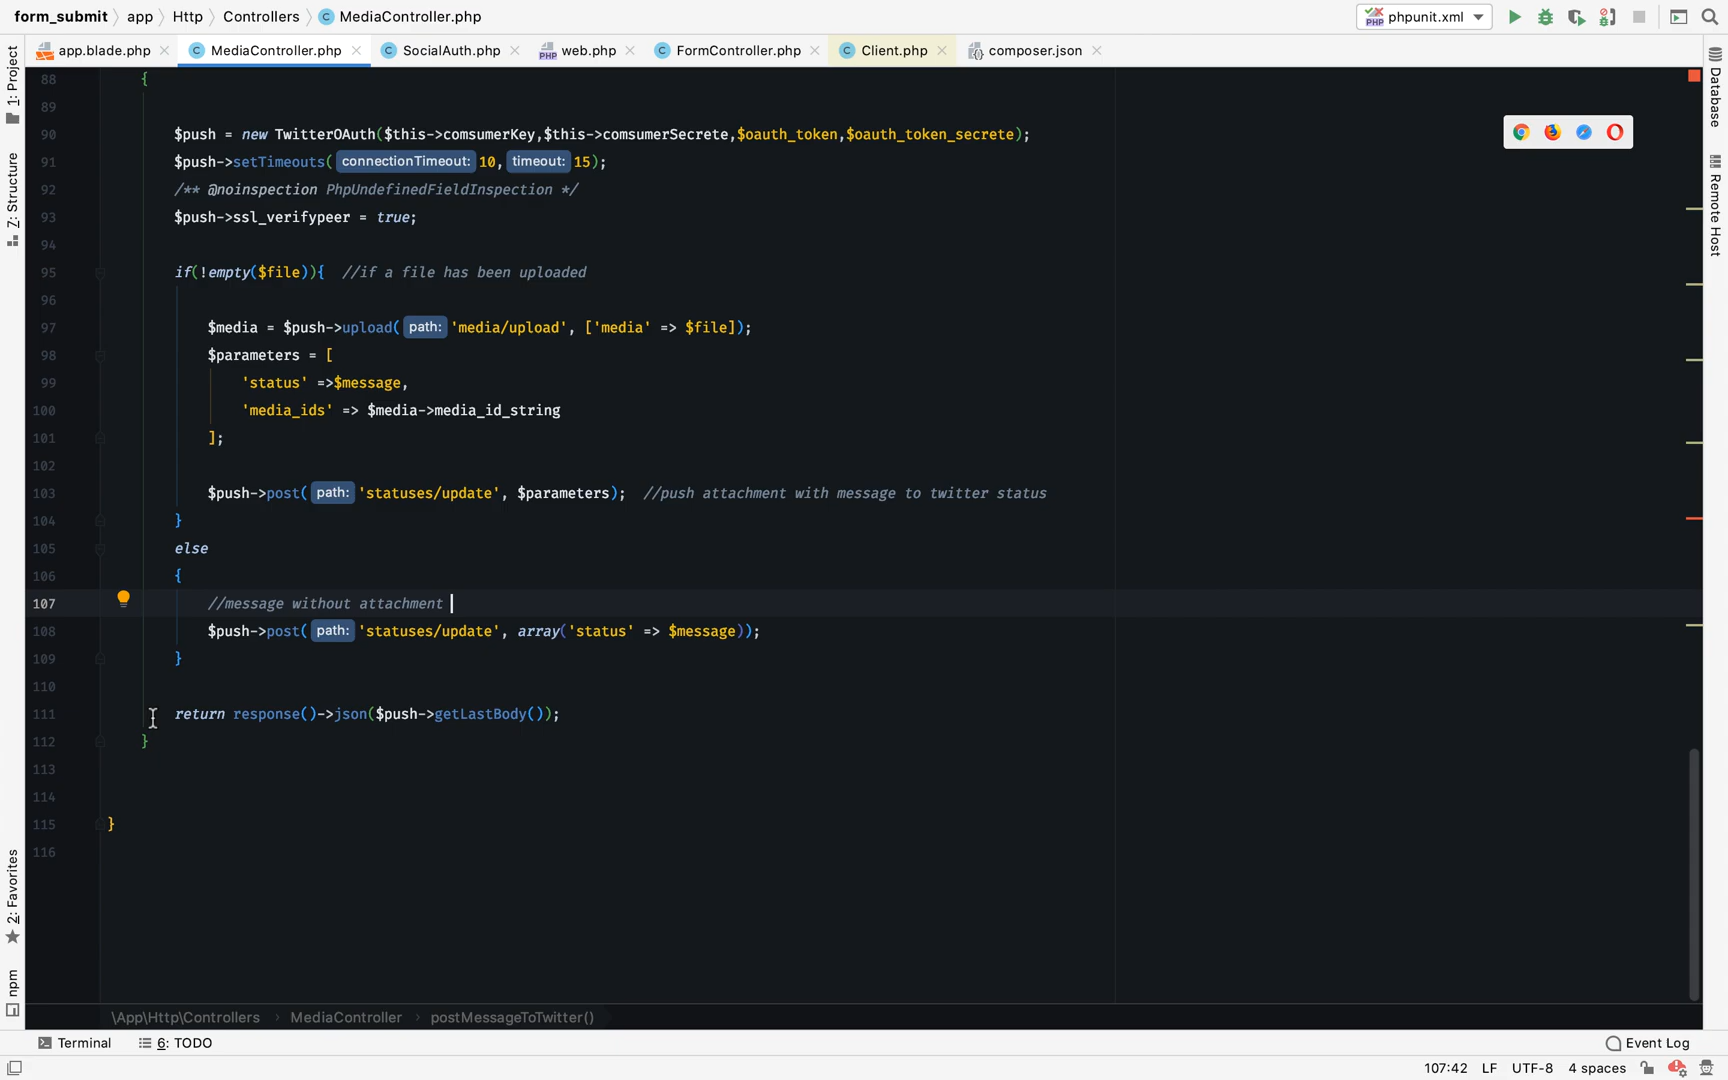 form_submit app Http Controllers MediaController.php phpunit.xml
app.blade.php MediaController.php SocialAuth.php web.php FormController.php Client.php composer.json
1: Project
Z: Structure
2: Favorites
npm
Database
Remote Host
88 {
89
90 $push = new TwitterOAuth($this->comsumerKey,$this->comsumerSecrete,$oauth_token,$oauth_token_secrete);
91 $push->setTimeouts( connectionTimeout: 10, timeout: 15);
92 /** @noinspection PhpUndefinedFieldInspection */
93 $push->ssl_verifypeer = true;
94
95 if(!empty($file)){ //if a file has been uploaded
96
97 $media = $push->upload( path: 'media/upload', ['media' => $file]);
98 $parameters = [
99 'status' =>$message,
100 'media_ids' => $media->media_id_string
101 ];
102
103 $push->post( path: 'statuses/update', $parameters); //push attachment with message to twitter status
104 }
105 else
106 {
107 //message without attachment
108 $push->post( path: 'statuses/update', array('status' => $message));
109 }
110
111 return response()->json($push->getLastBody());
112 }
113
114
115 }
116
\App\Http\Controllers MediaController postMessageToTwitter()
Terminal 6: TODO Event Log
107:42 LF UTF-8 4 spaces